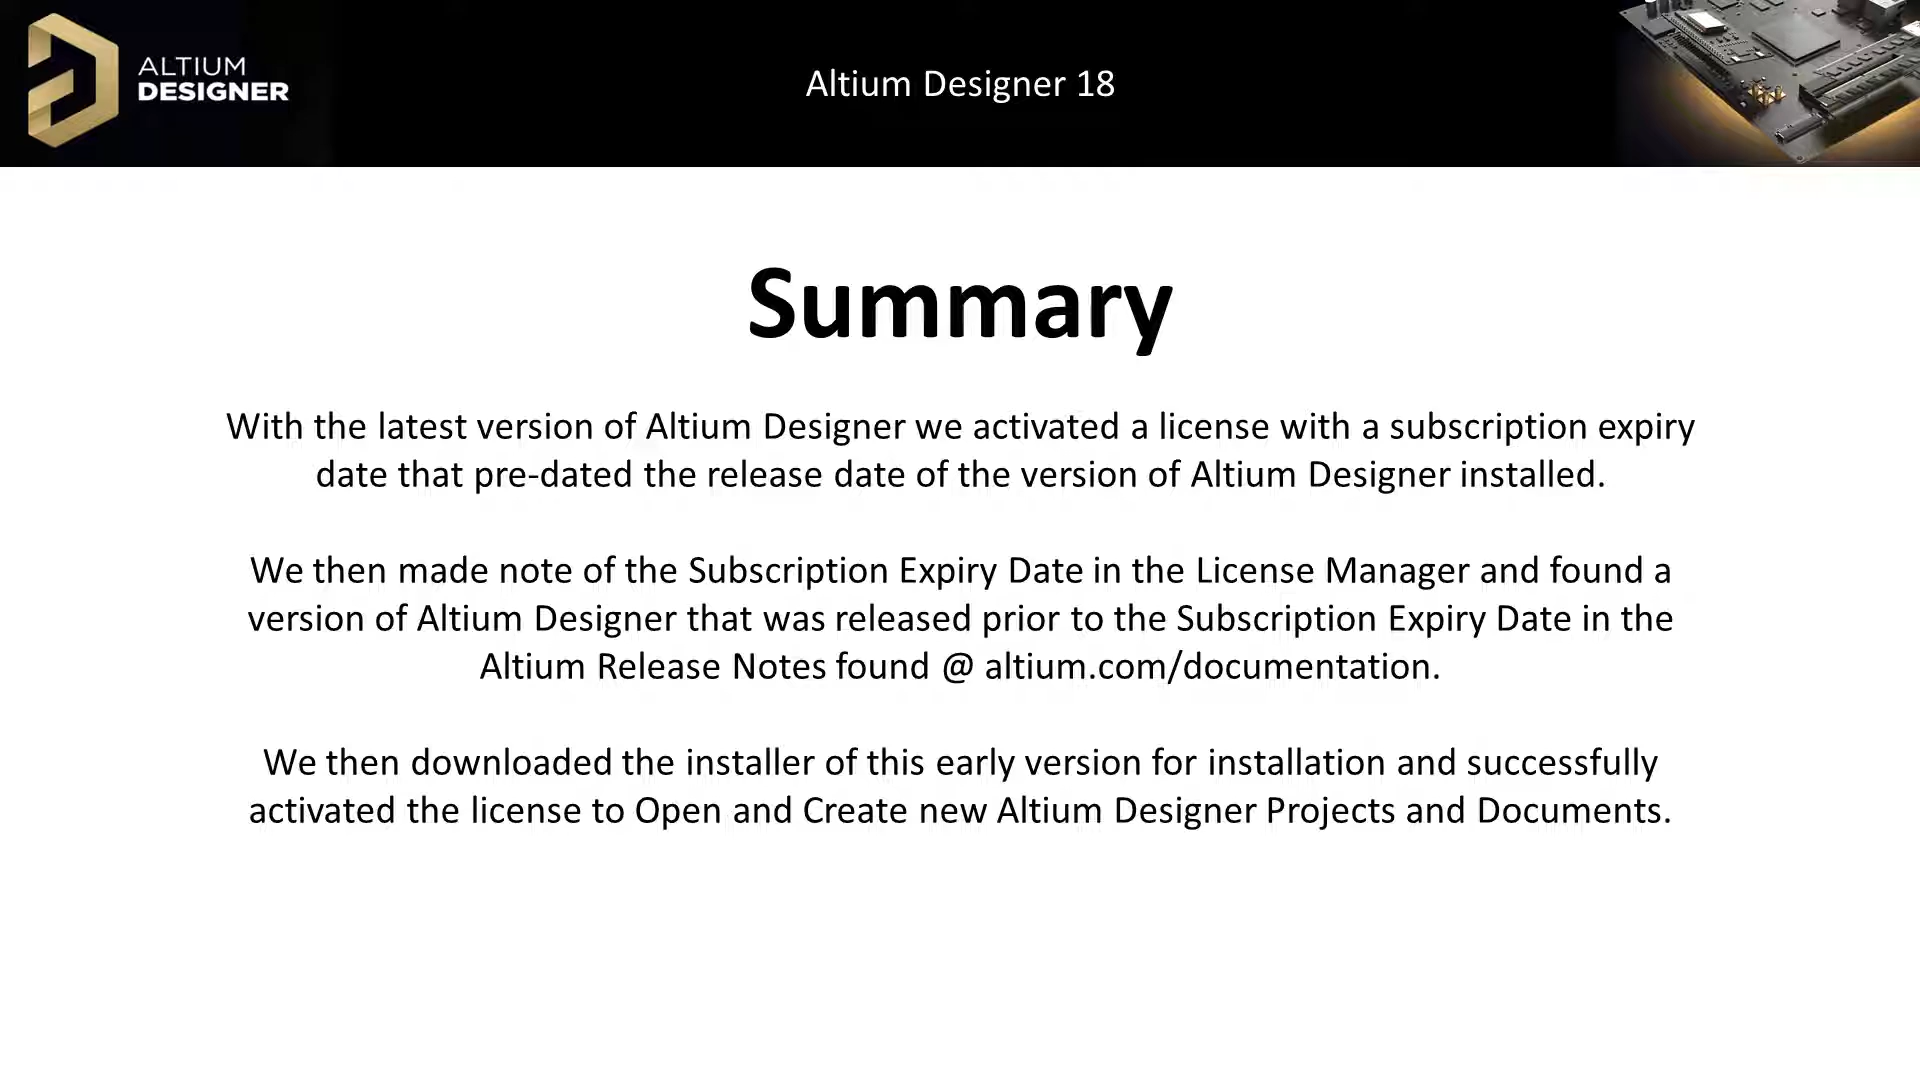 ALTIUM
DESIGNER
Altium Designer 18
Summary
With the latest version of Altium Designer we activated a license with a subscription expiry
date that pre-dated the release date of the version of Altium Designer installed.
We then made note of the Subscription Expiry Date in the License Manager and found a
version of Altium Designer that was released prior to the Subscription Expiry Date in the
Altium Release Notes found @ altium.com/documentation.
We then downloaded the installer of this early version for installation and successfully
activated the license to Open and Create new Altium Designer Projects and Documents.